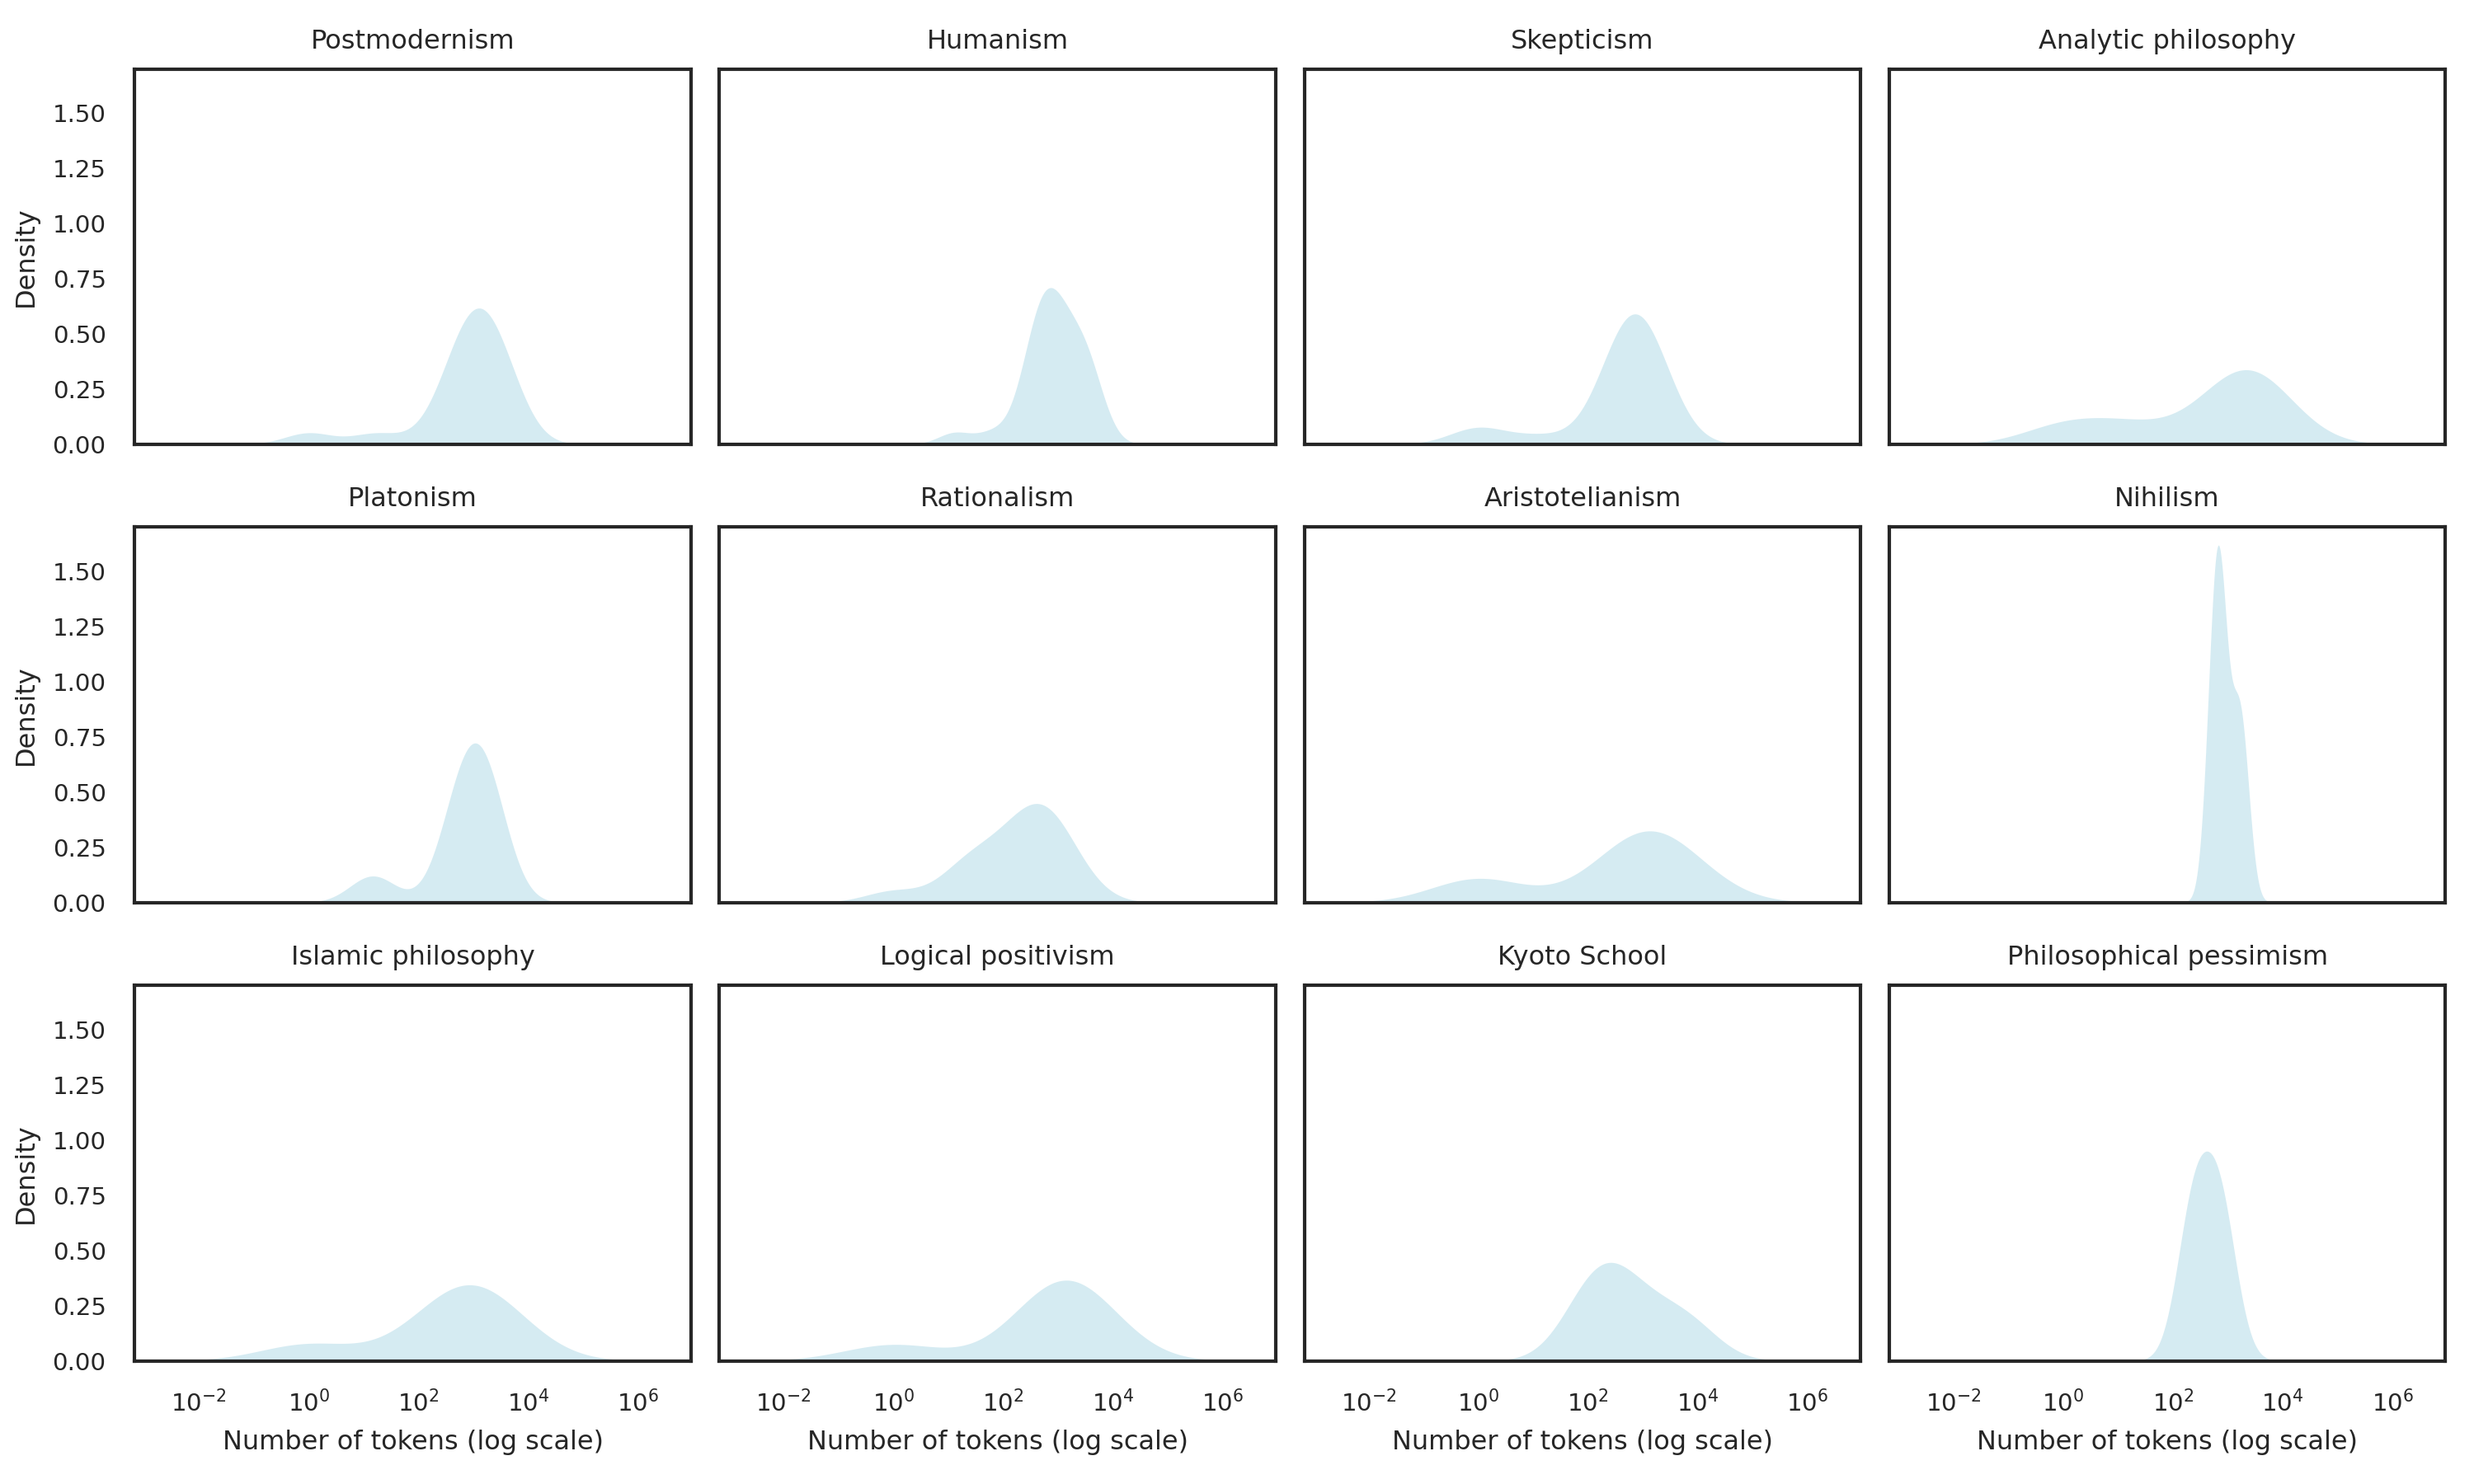 Postmodernism Humanism Skepticism Analytic philosophy
1.50
1.25
1.00
0.75
0.50
0.25
0.00
Density
Platonism Rationalism Aristotelianism Nihilism
1.50
1.25
1.00
0.75
0.50
0.25
0.00
Density
Islamic philosophy Logical positivism Kyoto School Philosophical pessimism
1.50
1.25
1.00
0.75
0.50
0.25
0.00
Density
10⁻² 10⁰ 10² 10⁴ 10⁶ 10⁻² 10⁰ 10² 10⁴ 10⁶ 10⁻² 10⁰ 10² 10⁴ 10⁶ 10⁻² 10⁰ 10² 10⁴ 10⁶
Number of tokens (log scale) Number of tokens (log scale) Number of tokens (log scale) Number of tokens (log scale)